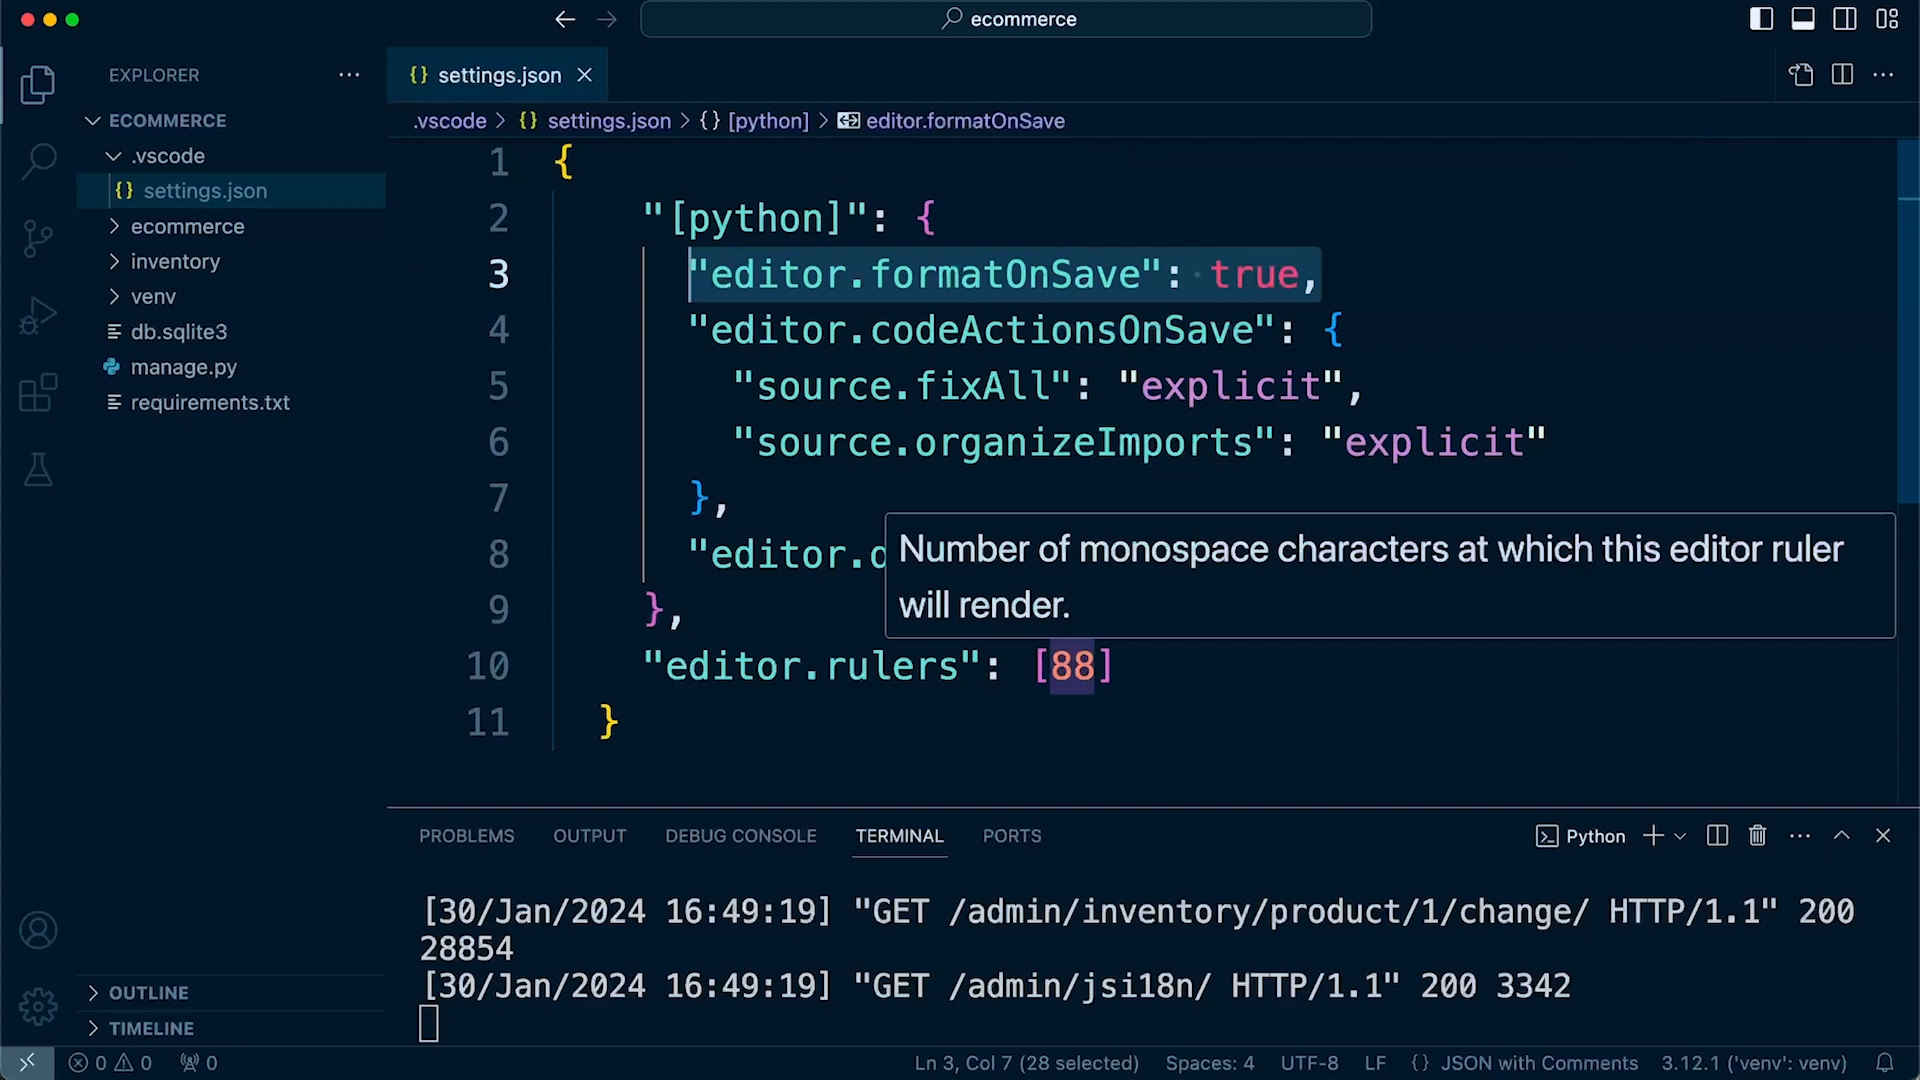 ecommerce
EXPLORER
ECOMMERCE
.vscode
settings.json
ecommerce
inventory
venv
db.sqlite3
manage.py
requirements.txt
OUTLINE
TIMELINE
{} settings.json
.vscode > {} settings.json > {} [python] > editor.formatOnSave
1 {
2 "[python]": {
3 "editor.formatOnSave": true,
4 "editor.codeActionsOnSave": {
5 "source.fixAll": "explicit",
6 "source.organizeImports": "explicit"
7 },
8 "editor.
9 },
10 "editor.rulers": [88]
11 }
Number of monospace characters at which this editor ruler
will render.
PROBLEMS OUTPUT DEBUG CONSOLE TERMINAL PORTS
Python
[30/Jan/2024 16:49:19] "GET /admin/inventory/product/1/change/ HTTP/1.1" 200
28854
[30/Jan/2024 16:49:19] "GET /admin/jsi18n/ HTTP/1.1" 200 3342
0 0 0 Ln 3, Col 7 (28 selected) Spaces: 4 UTF-8 LF {} JSON with Comments 3.12.1 ('venv': venv)